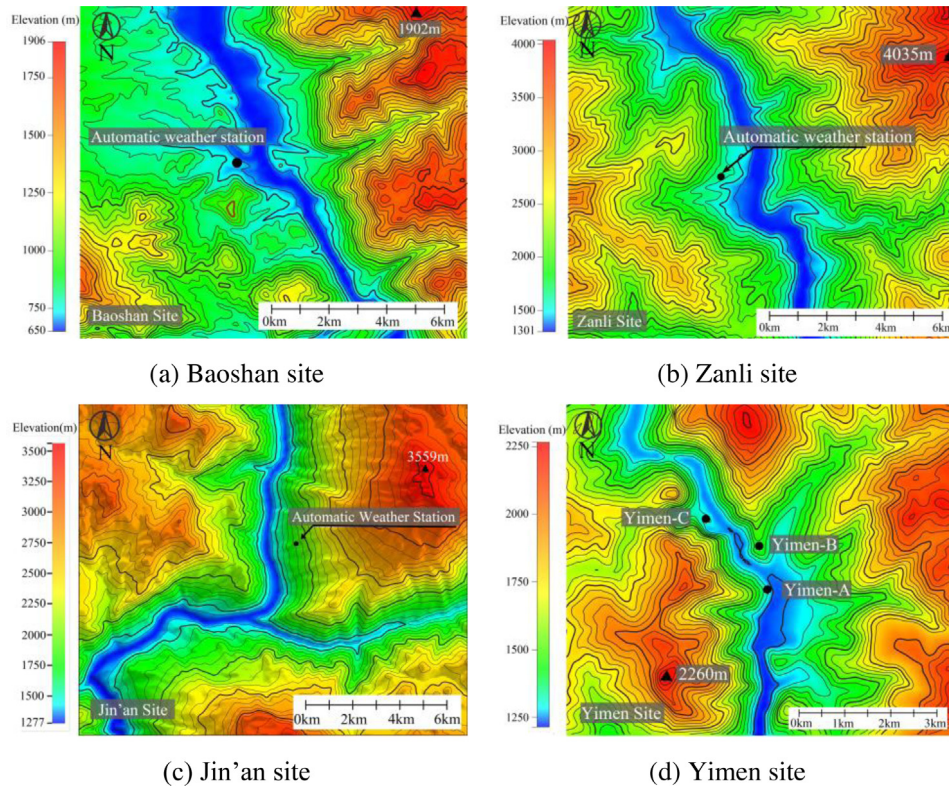 Elevation (m)
1906
1750
1500
1250
1000
750
650
N
1902m
Automatic weather station
Baoshan Site
0km 2km 4km 6km
(a) Baoshan site
Elevation (m)
4000
3500
3000
2500
2000
1500
1301
N
4035m
Automatic weather station
Zanli Site
0km 2km 4km 6km
(b) Zanli site
Elevation(m)
3500
3250
3000
2750
2500
2250
2000
1750
1500
1277
N
3559m
Automatic Weather Station
Jin'an Site
0km 2km 4km 6km
(c) Jin’an site
Elevation (m)
2250
2000
1750
1500
1250
N
Yimen-C
Yimen-B
Yimen-A
2260m
Yimen Site
0km 1km 2km 3km
(d) Yimen site